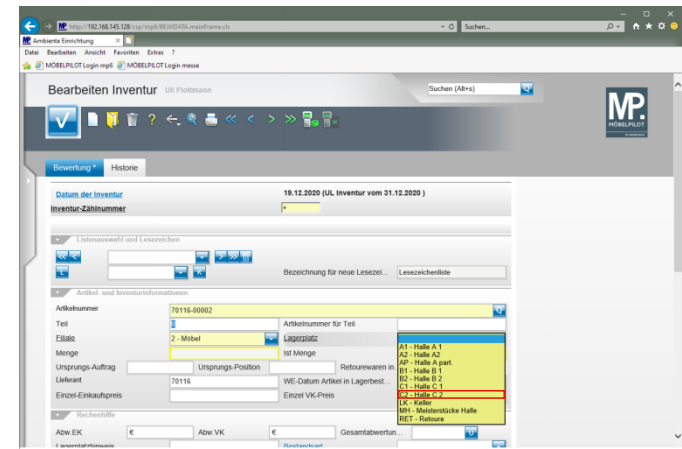 http://192.168.145.128/csp/mp6/BEWIDATA.mainFrame.cls
Suchen...
Ambiente Einrichtung
Datei Bearbeiten Ansicht Favoriten Extras ?
MÖBELPILOT Login mp6 MÖBELPILOT Login messe
Bearbeiten Inventur Ulli Flottmann
Suchen (Alt+s)
MP.
MÖBELPILOT
Bewertung * Historie
Datum der Inventur 19.12.2020 (UL Inventur vom 31.12.2020 )
Inventur-Zählnummer +
Listenauswahl und Lesezeichen
L K Bezeichnung für neue Lesezei... Lesezeichenliste
Artikel- und Inventurinformationen
Artikelnummer 70116-00002
Teil 0 Artikelnummer für Teil
Filiale 2 - Möbel Lagerplatz
Menge Ist Menge
Ursprungs-Auftrag Ursprungs-Position Retourewaren in
Lieferant 70116 WE-Datum Artikel in Lagerbest...
Einzel-Einkaufspreis Einzel VK-Preis
A1 - Halle A 1
A2 - Halle A2
AP - Halle A part.
B1 - Halle B 1
B2 - Halle B 2
C1 - Halle C 1
C2 - Halle C 2
LK - Keller
MH - Meisterstücke Halle
RET - Retoure
Rechenhilfe
Abw.EK € Abw.VK € Gesamtabwertun...
Lagerplatzhinweis Bestandsart